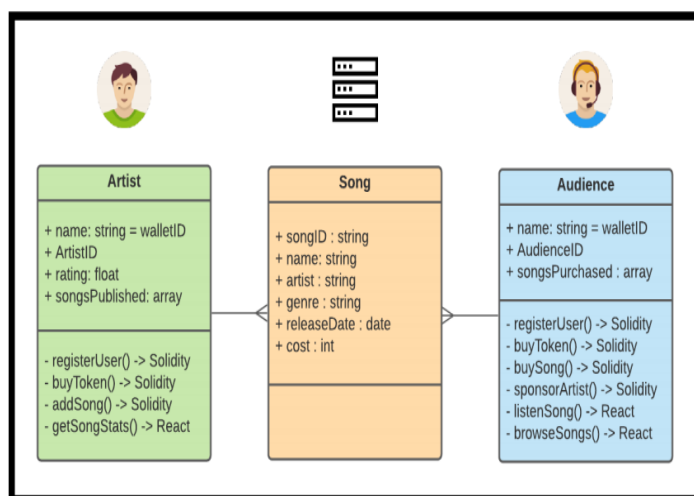 Artist
+ name: string = walletID
+ ArtistID
+ rating: float
+ songsPublished: array
- registerUser() -> Solidity
- buyToken() -> Solidity
- addSong() -> Solidity
- getSongStats() -> React
Song
+ songID : string
+ name: string
+ artist : string
+ genre : string
+ releaseDate : date
+ cost : int
Audience
+ name: string = walletID
+ AudienceID
+ songsPurchased : array
- registerUser() -> Solidity
- buyToken() -> Solidity
- buySong() -> Solidity
- sponsorArtist() -> Solidity
- listenSong() -> React
- browseSongs() -> React